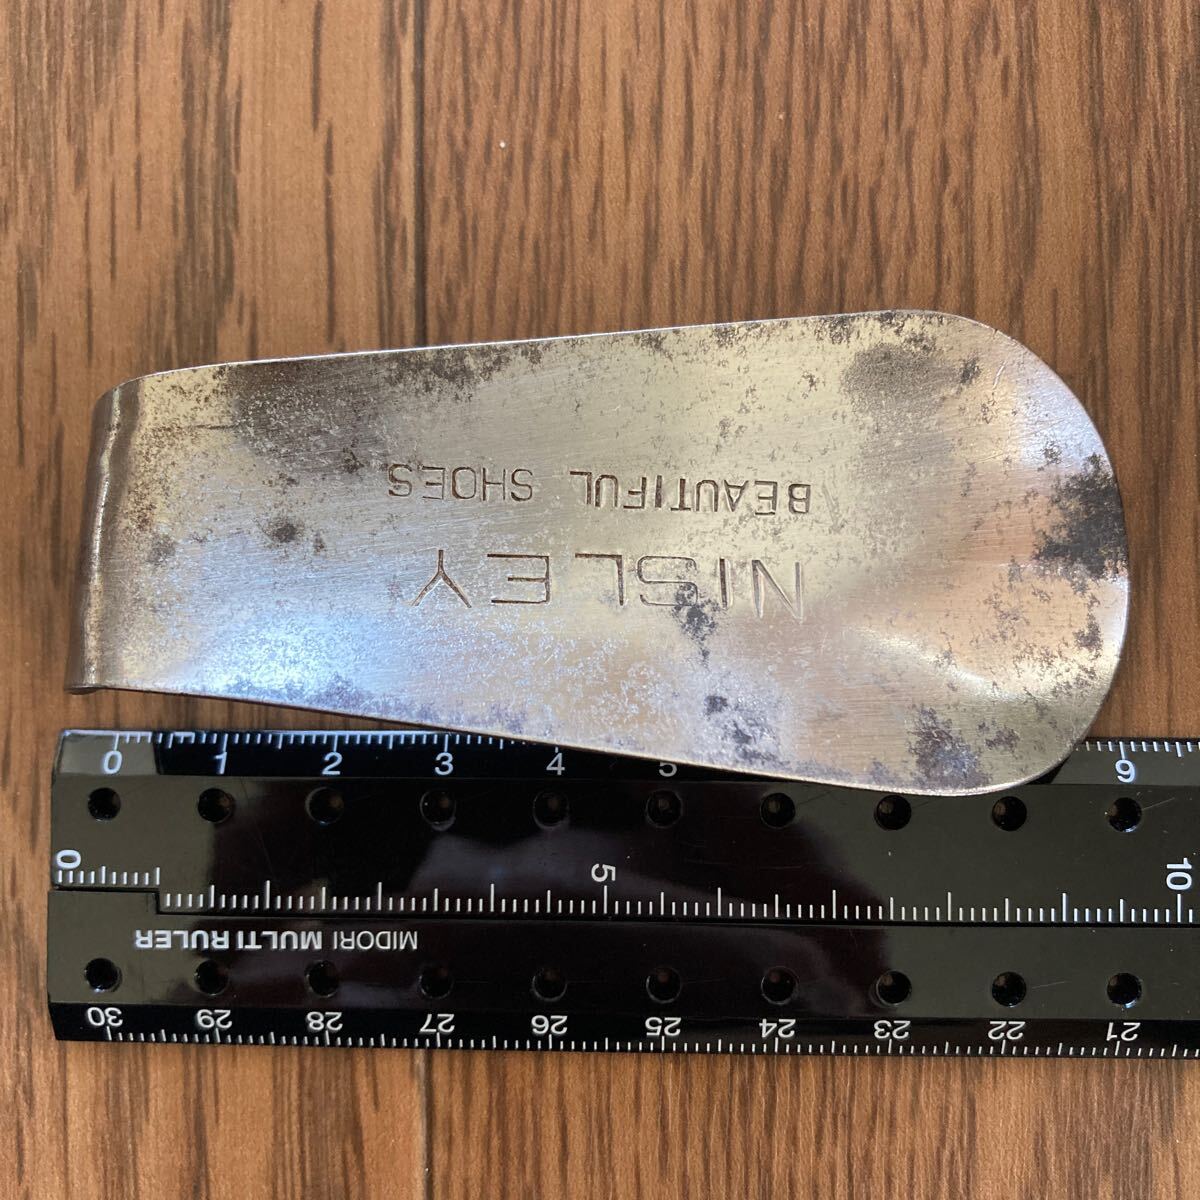 NISLEY
BEAUTIFUL SHOES
0 1 2 3 4 5 9
0 5 10
MIDORI MULTI RULER
30 29 28 27 26 25 24 23 22 21